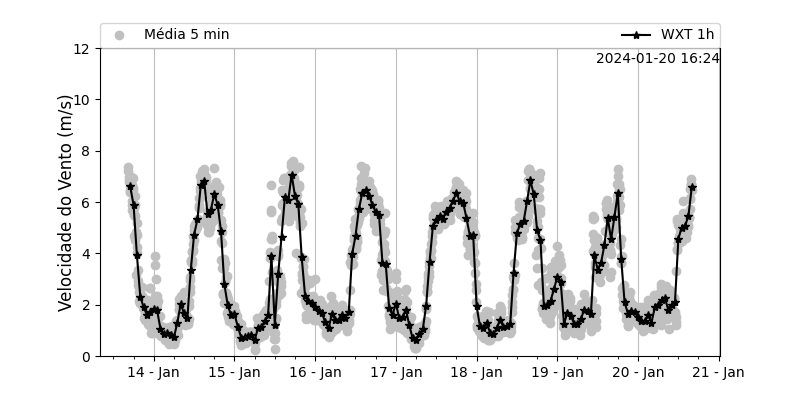 Média 5 min
WXT 1h
2024-01-20 16:24
Velocidade do Vento (m/s)
12
10
8
6
4
2
0
14 - Jan
15 - Jan
16 - Jan
17 - Jan
18 - Jan
19 - Jan
20 - Jan
21 - Jan